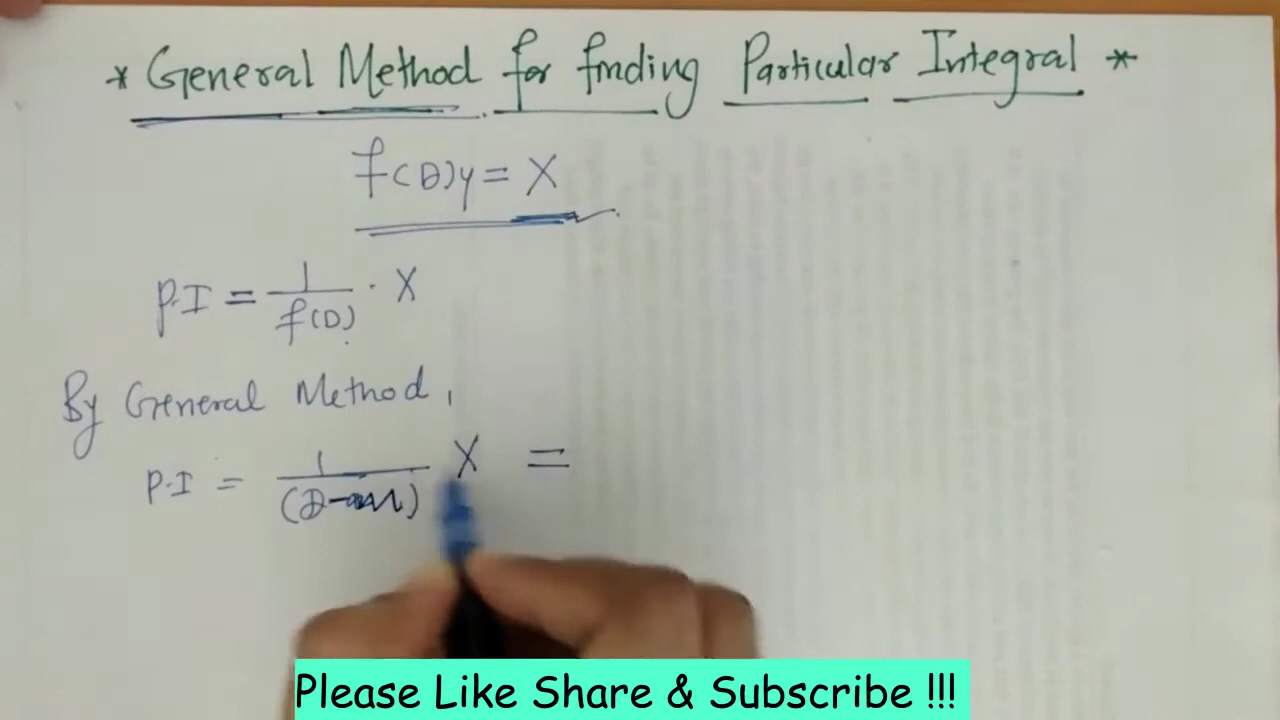 * General Method for finding Particular Integral *
f(D)y = X
P.I = 1/f(D) · X
By General Method,
P.I = 1/(D-m) X =
Please Like Share & Subscribe !!!